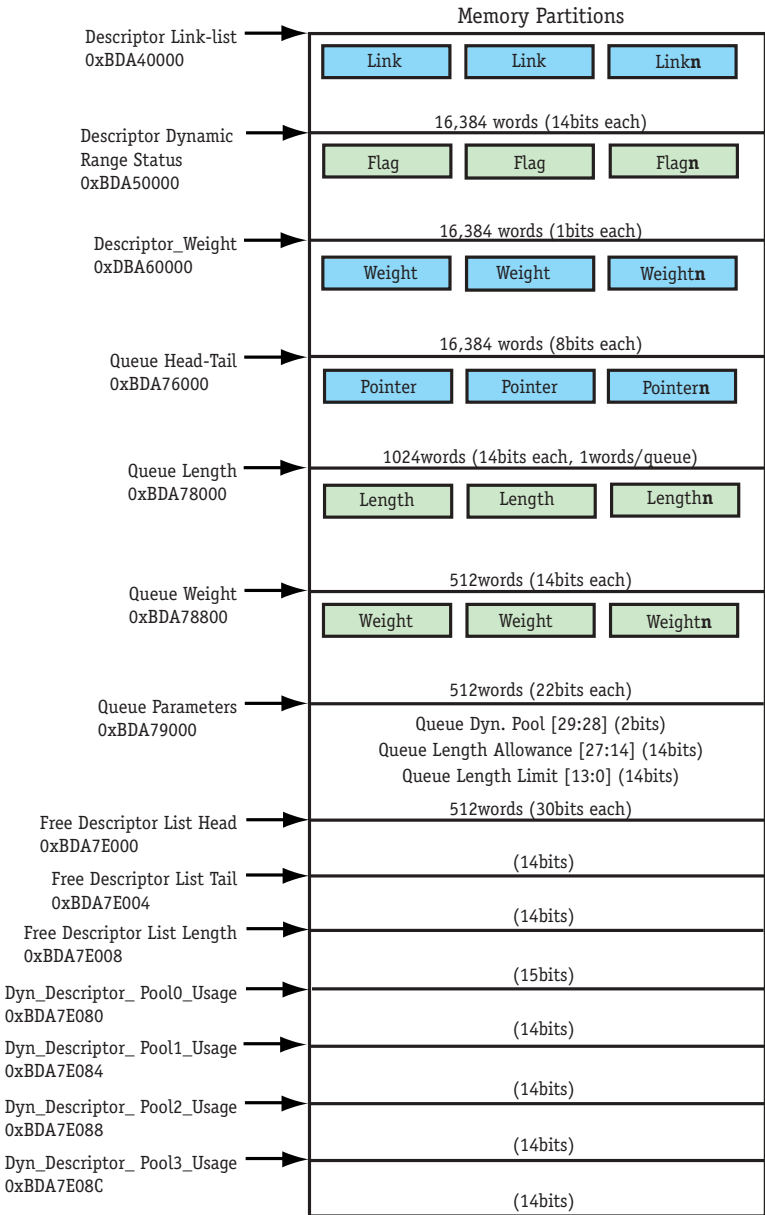 Memory Partitions
Descriptor Link-list
0xBDA40000
Link Link Linkn
16,384 words (14bits each)
Descriptor Dynamic
Range Status
0xBDA50000
Flag Flag Flagn
16,384 words (1bits each)
Descriptor_Weight
0xDBA60000
Weight Weight Weightn
16,384 words (8bits each)
Queue Head-Tail
0xBDA76000
Pointer Pointer Pointern
1024words (14bits each, 1words/queue)
Queue Length
0xBDA78000
Length Length Lengthn
512words (14bits each)
Queue Weight
0xBDA78800
Weight Weight Weightn
512words (22bits each)
Queue Parameters
0xBDA79000
Queue Dyn. Pool [29:28] (2bits)
Queue Length Allowance [27:14] (14bits)
Queue Length Limit [13:0] (14bits)
512words (30bits each)
Free Descriptor List Head
0xBDA7E000
(14bits)
Free Descriptor List Tail
0xBDA7E004
(14bits)
Free Descriptor List Length
0xBDA7E008
(15bits)
Dyn_Descriptor_ Pool0_Usage
0xBDA7E080
(14bits)
Dyn_Descriptor_ Pool1_Usage
0xBDA7E084
(14bits)
Dyn_Descriptor_ Pool2_Usage
0xBDA7E088
(14bits)
Dyn_Descriptor_ Pool3_Usage
0xBDA7E08C
(14bits)